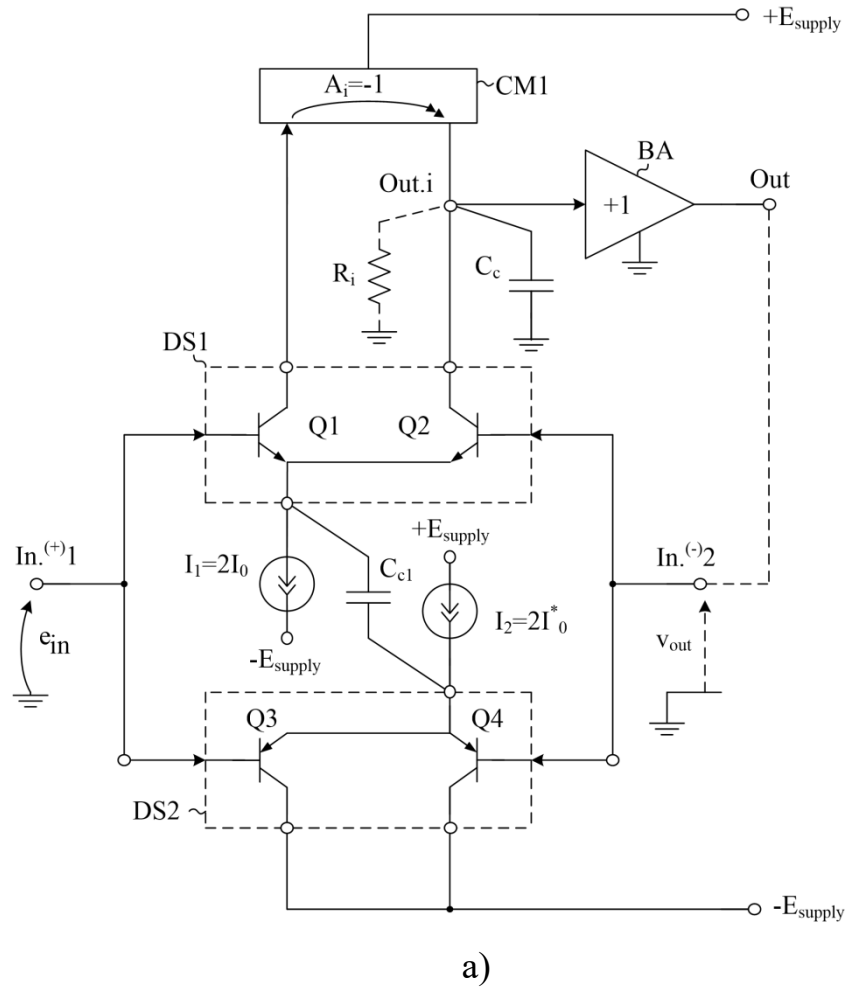 +E_supply
A_i=-1
CM1
BA
Out.i
+1
Out
R_i
C_c
DS1
Q1
Q2
+E_supply
In.^(+)1
I_1=2I_0
C_c1
In.^(-)2
e_in
-E_supply
I_2=2I^*_0
v_out
Q3
Q4
DS2
-E_supply
a)